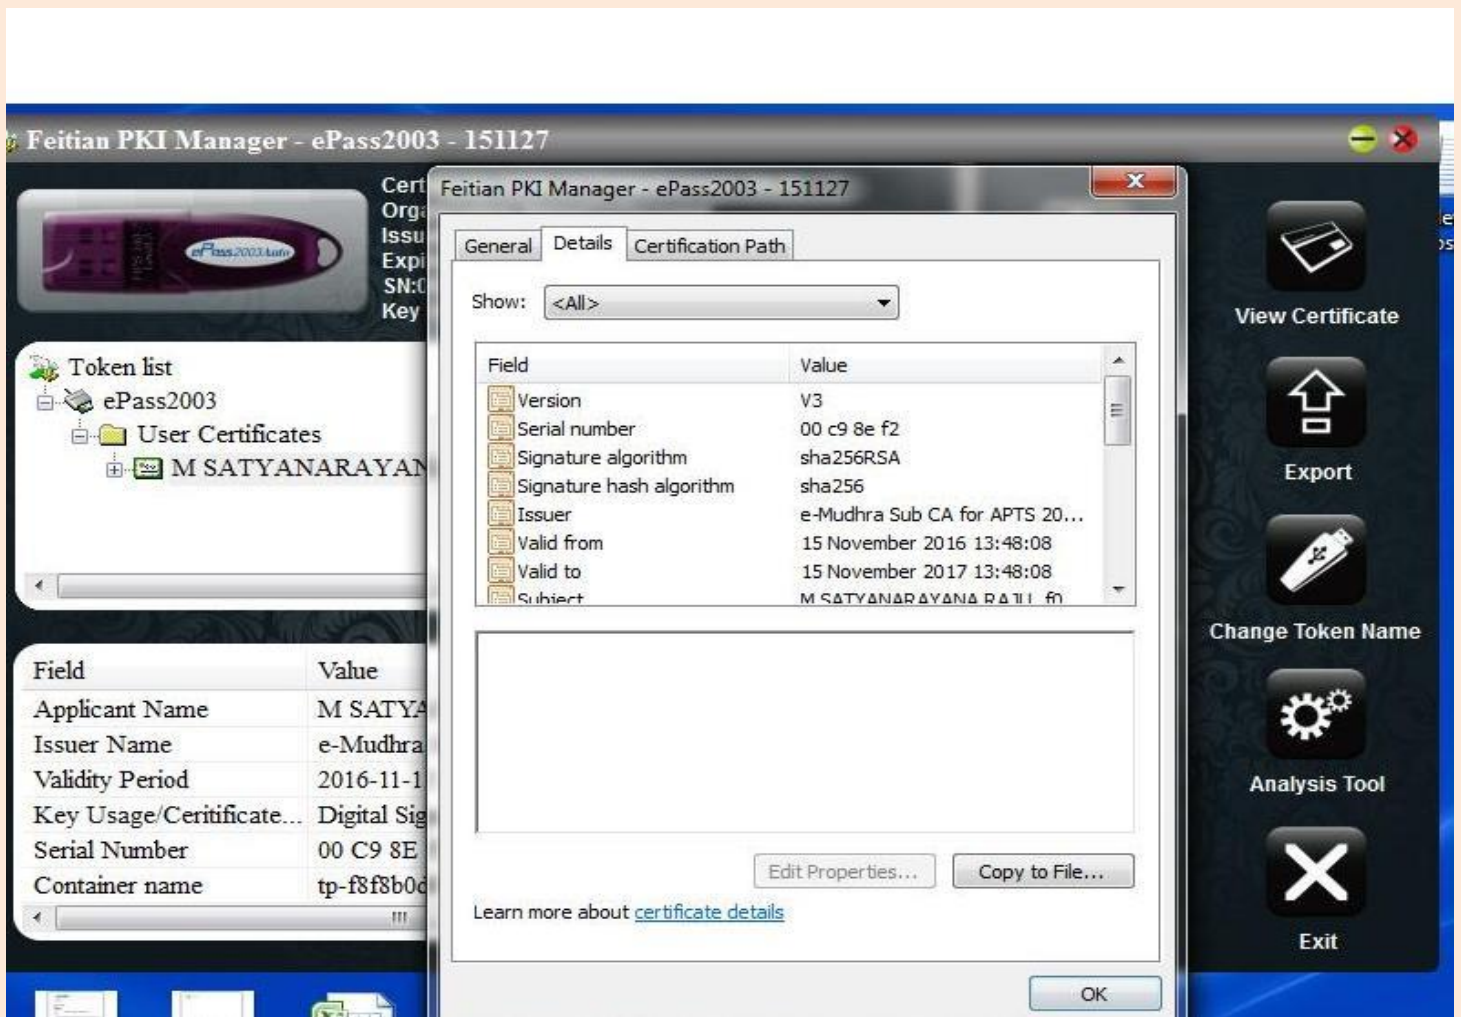 Feitian PKI Manager - ePass2003 - 151127
Cert
Orga
Issu
Expi
SN:0
Key
ePass2003Auto
Token list
ePass2003
User Certificates
M SATYANARAYAN
Field Value
Applicant Name M SATYA
Issuer Name e-Mudhra
Validity Period 2016-11-1
Key Usage/Ceritificate... Digital Sig
Serial Number 00 C9 8E
Container name tp-f8f8b0d
Feitian PKI Manager - ePass2003 - 151127
General Details Certification Path
Show: <All>
Field Value
Version V3
Serial number 00 c9 8e f2
Signature algorithm sha256RSA
Signature hash algorithm sha256
Issuer e-Mudhra Sub CA for APTS 20...
Valid from 15 November 2016 13:48:08
Valid to 15 November 2017 13:48:08
Subject M SATYANARAYANA RAJU
Edit Properties... Copy to File...
Learn more about certificate details
OK
View Certificate
Export
Change Token Name
Analysis Tool
Exit